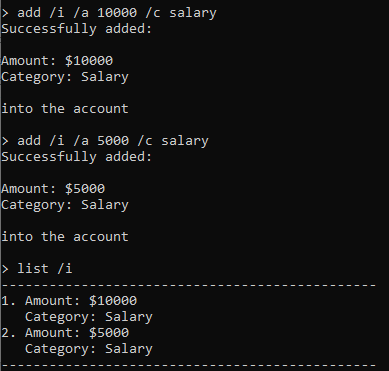 > add /i /a 10000 /c salary
Successfully added:
Amount: $10000
Category: Salary
into the account
> add /i /a 5000 /c salary
Successfully added:
Amount: $5000
Category: Salary
into the account
> list /i
-----------------------------------------------
1. Amount: $10000
   Category: Salary
2. Amount: $5000
   Category: Salary
-----------------------------------------------